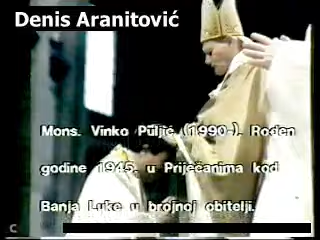 Denis Aranitović
Mons. Vinko Puljić (1990-). Rođen
godine 1945. u Priječanima kod
Banja Luke u brojnoj obitelji.
C